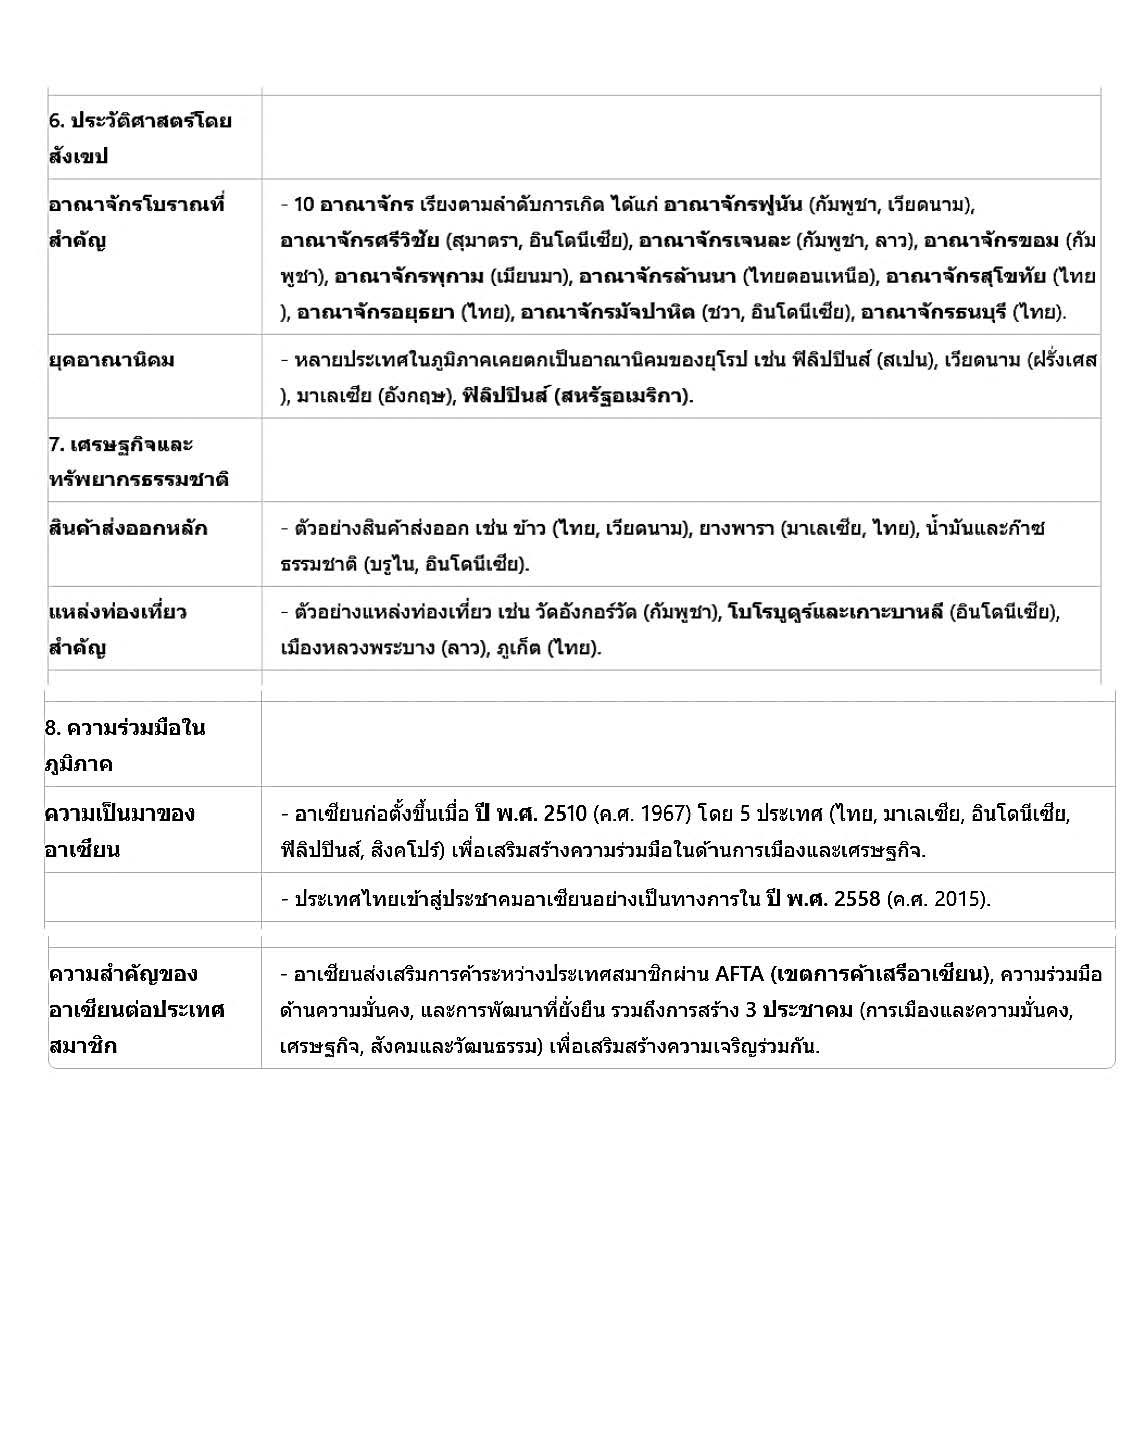 6. ประวัติศาสตร์โดย
สังเขป
อาณาจักรโบราณที่
สำคัญ
- 10 อาณาจักร เรียงตามลำดับการเกิด ได้แก่ อาณาจักรฟูนัน (กัมพูชา, เวียดนาม),
อาณาจักรศรีวิชัย (สุมาตรา, อินโดนีเซีย), อาณาจักรเจนละ (กัมพูชา, ลาว), อาณาจักรขอม (กัม
พูชา), อาณาจักรพุกาม (เมียนมา), อาณาจักรล้านนา (ไทยตอนเหนือ), อาณาจักรสุโขทัย (ไทย
), อาณาจักรอยุธยา (ไทย), อาณาจักรมัจปาหิต (ชวา, อินโดนีเซีย), อาณาจักรธนบุรี (ไทย).
ยุคอาณานิคม
- หลายประเทศในภูมิภาคเคยตกเป็นอาณานิคมของยุโรป เช่น ฟิลิปปินส์ (สเปน), เวียดนาม (ฝรั่งเศส
), มาเลเซีย (อังกฤษ), ฟิลิปปินส์ (สหรัฐอเมริกา).
7. เศรษฐกิจและ
ทรัพยากรธรรมชาติ
สินค้าส่งออกหลัก
- ตัวอย่างสินค้าส่งออก เช่น ข้าว (ไทย, เวียดนาม), ยางพารา (มาเลเซีย, ไทย), น้ำมันและก๊าซ
ธรรมชาติ (บรูไน, อินโดนีเซีย).
แหล่งท่องเที่ยว
สำคัญ
- ตัวอย่างแหล่งท่องเที่ยว เช่น วัดอังกอร์วัด (กัมพูชา), โบโรบูดูร์และเกาะบาหลี (อินโดนีเซีย),
เมืองหลวงพระบาง (ลาว), ภูเก็ต (ไทย).
8. ความร่วมมือใน
ภูมิภาค
ความเป็นมาของ
อาเซียน
- อาเซียนก่อตั้งขึ้นเมื่อ ปี พ.ศ. 2510 (ค.ศ. 1967) โดย 5 ประเทศ (ไทย, มาเลเซีย, อินโดนีเซีย,
ฟิลิปปินส์, สิงคโปร์) เพื่อเสริมสร้างความร่วมมือในด้านการเมืองและเศรษฐกิจ.
- ประเทศไทยเข้าสู่ประชาคมอาเซียนอย่างเป็นทางการใน ปี พ.ศ. 2558 (ค.ศ. 2015).
ความสำคัญของ
อาเซียนต่อประเทศ
สมาชิก
- อาเซียนส่งเสริมการค้าระหว่างประเทศสมาชิกผ่าน AFTA (เขตการค้าเสรีอาเซียน), ความร่วมมือ
ด้านความมั่นคง, และการพัฒนาที่ยั่งยืน รวมถึงการสร้าง 3 ประชาคม (การเมืองและความมั่นคง,
เศรษฐกิจ, สังคมและวัฒนธรรม) เพื่อเสริมสร้างความเจริญร่วมกัน.